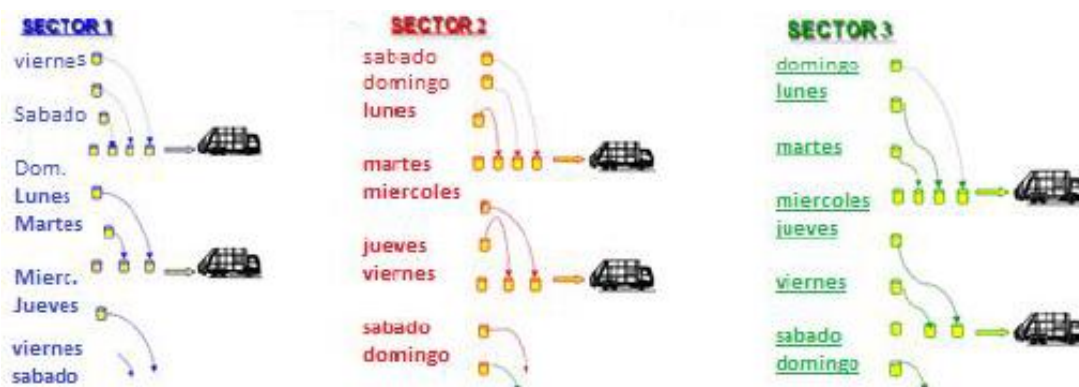 SECTOR 1
viernes
Sabado
Dom.
Lunes
Martes
Mierc.
Jueves
viernes
sabado
SECTOR 2
sabado
domingo
lunes
martes
miercoles
jueves
viernes
sabado
domingo
SECTOR 3
domingo
lunes
martes
miercoles
jueves
viernes
sabado
domingo